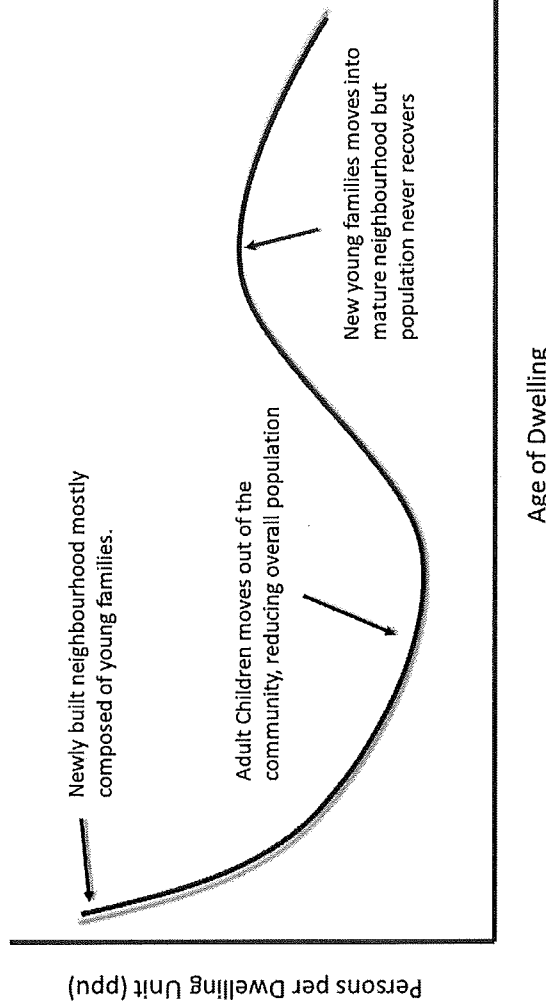 Newly built neighbourhood mostly
composed of young families.
Adult Children moves out of the
community, reducing overall population
New young families moves into
mature neighbourhood but
population never recovers
Persons per Dwelling Unit (ppu)
Age of Dwelling